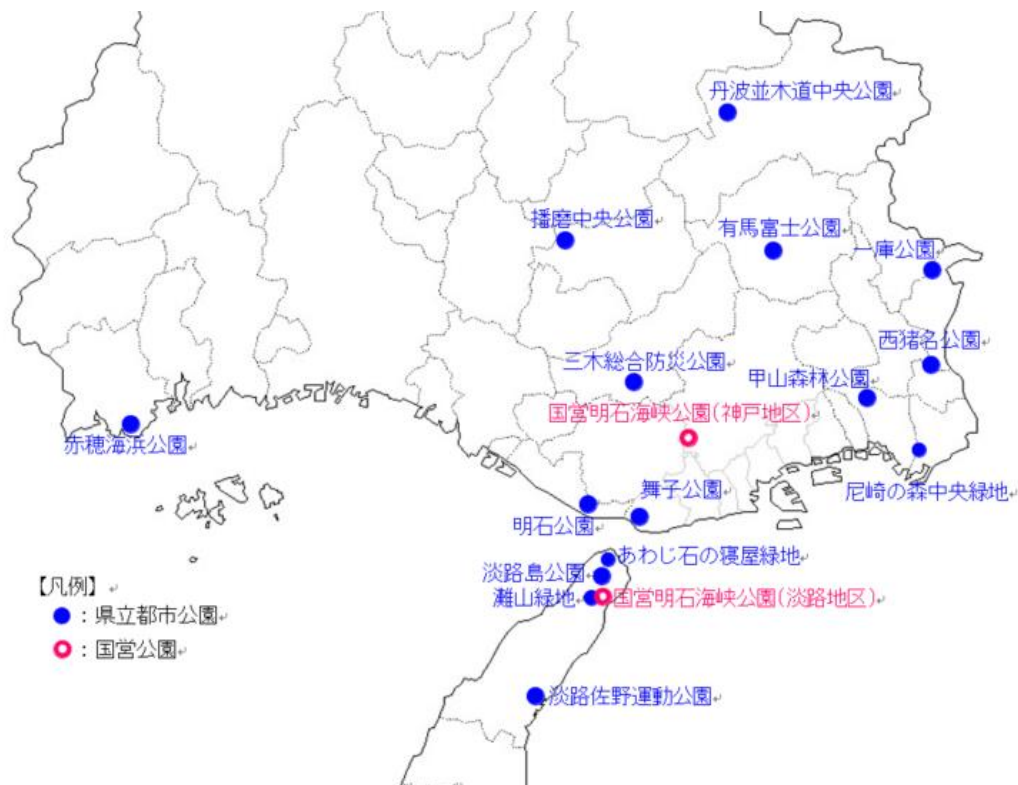 丹波並木道中央公園
播磨中央公園
有馬富士公園
一庫公園
西猪名公園
三木総合防災公園
甲山森林公園
国営明石海峡公園(神戸地区)
赤穂海浜公園
舞子公園
尼崎の森中央緑地
明石公園
あわじ石の寝屋緑地
淡路島公園
灘山緑地
国営明石海峡公園(淡路地区)
【凡例】
:県立都市公園
:国営公園
淡路佐野運動公園